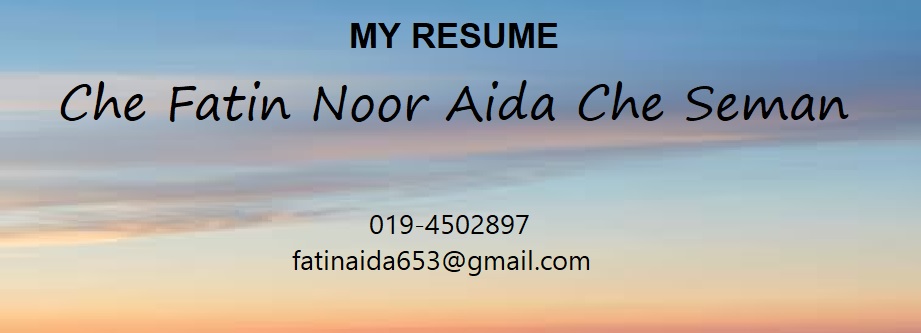 MY RESUME
Che Fatin Noor Aida Che Seman
019-4502897
fatinaida653@gmail.com